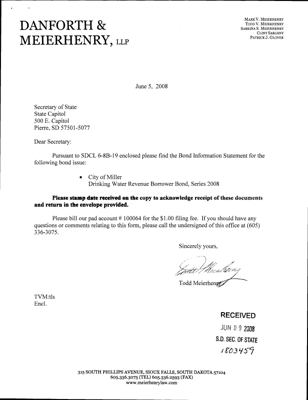 DANFORTH &
MEIERHENRY, LLP
MARK V. MEIERHENRY
TODD V. MEIERHENRY
SABRINA S. MEIERHENRY
CLINT SARGENT
PATRICK J. GLOVER
June 5, 2008
Secretary of State
State Capitol
500 E. Capitol
Pierre, SD 57501-5077
Dear Secretary:
Pursuant to SDCL 6-8B-19 enclosed please find the Bond Information Statement for the
following bond issue:
• City of Miller
Drinking Water Revenue Borrower Bond, Series 2008
Please stamp date received on the copy to acknowledge receipt of these documents
and return in the envelope provided.
Please bill our pad account # 100064 for the $1.00 filing fee. If you should have any
questions or comments relating to this form, please call the undersigned of this office at (605)
336-3075.
Sincerely yours,
Todd Meierhenry
TVM:tls
Encl.
RECEIVED
JUN 09 2008
S.D. SEC. OF STATE
1803459
315 SOUTH PHILLIPS AVENUE, SIOUX FALLS, SOUTH DAKOTA 57104
605.336.3075 (TEL) 605.336.2593 (FAX)
www.meierhenrylaw.com